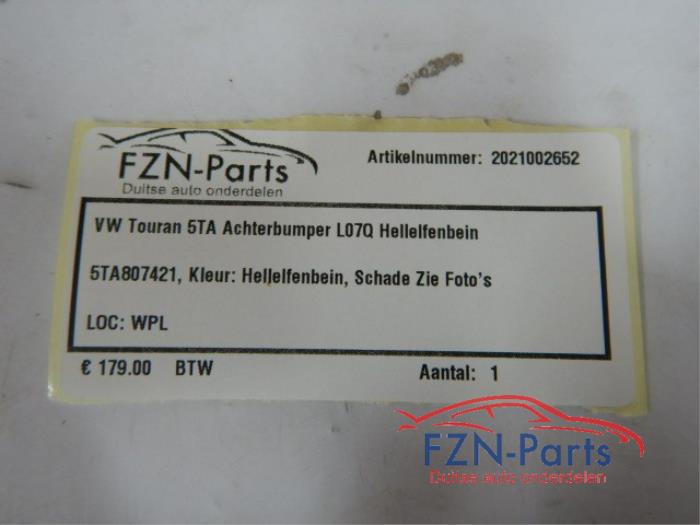 FZN-Parts
Duitse auto onderdelen
Artikelnummer: 2021002652
VW Touran 5TA Achterbumper L07Q Hellelfenbein
5TA807421, Kleur: Hellelfenbein, Schade Zie Foto's
LOC: WPL
€ 179.00 BTW
Aantal: 1
FZN-Parts
Duitse auto onderdelen